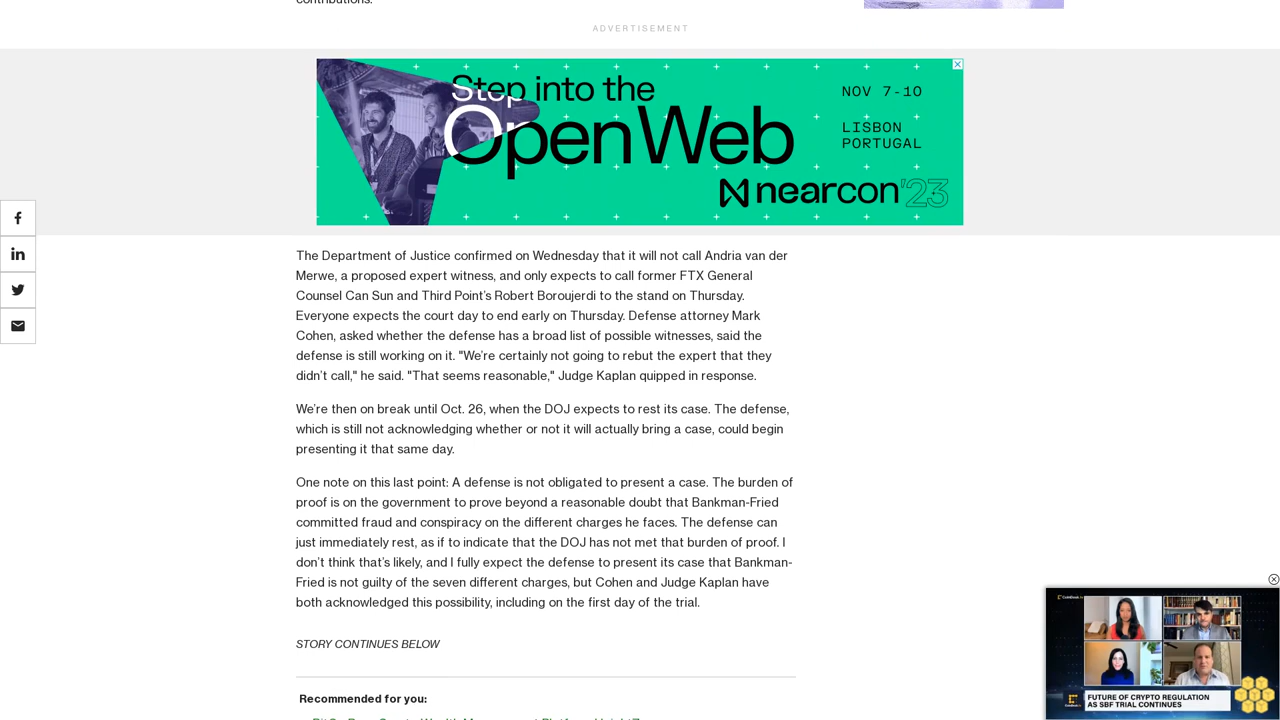 contributions.
ADVERTISEMENT
Step into the
Open Web
NOV 7-10
LISBON
PORTUGAL
nearcon'23
The Department of Justice confirmed on Wednesday that it will not call Andria van der
Merwe, a proposed expert witness, and only expects to call former FTX General
Counsel Can Sun and Third Point’s Robert Boroujerdi to the stand on Thursday.
Everyone expects the court day to end early on Thursday. Defense attorney Mark
Cohen, asked whether the defense has a broad list of possible witnesses, said the
defense is still working on it. "We’re certainly not going to rebut the expert that they
didn’t call," he said. "That seems reasonable," Judge Kaplan quipped in response.
We’re then on break until Oct. 26, when the DOJ expects to rest its case. The defense,
which is still not acknowledging whether or not it will actually bring a case, could begin
presenting it that same day.
One note on this last point: A defense is not obligated to present a case. The burden of
proof is on the government to prove beyond a reasonable doubt that Bankman-Fried
committed fraud and conspiracy on the different charges he faces. The defense can
just immediately rest, as if to indicate that the DOJ has not met that burden of proof. I
don’t think that’s likely, and I fully expect the defense to present its case that Bankman-
Fried is not guilty of the seven different charges, but Cohen and Judge Kaplan have
both acknowledged this possibility, including on the first day of the trial.
STORY CONTINUES BELOW
Recommended for you:
FUTURE OF CRYPTO REGULATION
AS SBF TRIAL CONTINUES